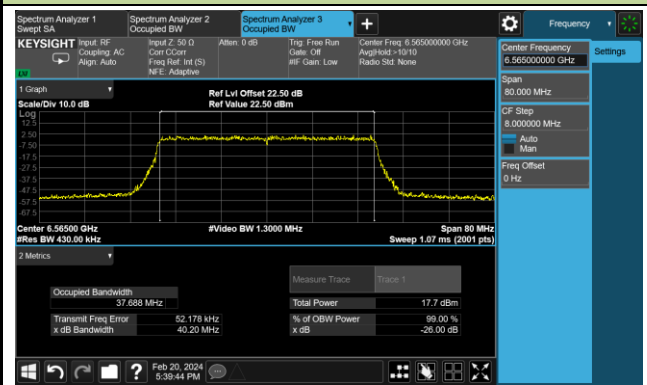 Spectrum Analyzer 1
Swept SA
Spectrum Analyzer 2
Occupied BW
Spectrum Analyzer 3
Occupied BW
Frequency
KEYSIGHT
Input: RF
Coupling: AC
Align: Auto
Input Z: 50 Ω
Corr CCorr
Freq Ref: Int (S)
NFE: Adaptive
Atten: 0 dB
Trig: Free Run
Gate: Off
#IF Gain: Low
Center Freq: 6.565000000 GHz
Avg|Hold:>10/10
Radio Std: None
Center Frequency
6.565000000 GHz
Settings
Span
80.000 MHz
CF Step
8.000000 MHz
Auto
Man
Freq Offset
0 Hz
1 Graph
Scale/Div 10.0 dB
Ref Lvl Offset 22.50 dB
Ref Value 22.50 dBm
Log
12.5
2.50
-7.50
-17.5
-27.5
-37.5
-47.5
-57.5
-67.5
Center 6.56500 GHz
#Video BW 1.3000 MHz
Span 80 MHz
#Res BW 430.00 kHz
Sweep 1.07 ms (2001 pts)
2 Metrics
Measure Trace
Trace 1
Occupied Bandwidth
37.688 MHz
Total Power
17.7 dBm
Transmit Freq Error
52.178 kHz
% of OBW Power
99.00 %
x dB Bandwidth
40.20 MHz
x dB
-26.00 dB
Feb 20, 2024
5:39:44 PM